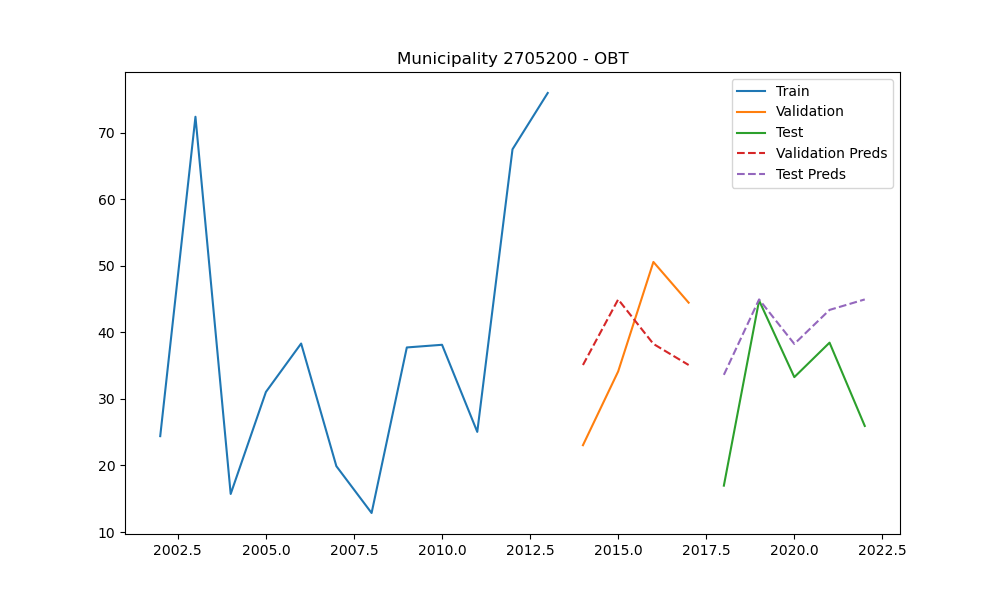 Municipality 2705200 - OBT
Train
Validation
Test
Validation Preds
Test Preds
70
60
50
40
30
20
10
2002.5 2005.0 2007.5 2010.0 2012.5 2015.0 2017.5 2020.0 2022.5